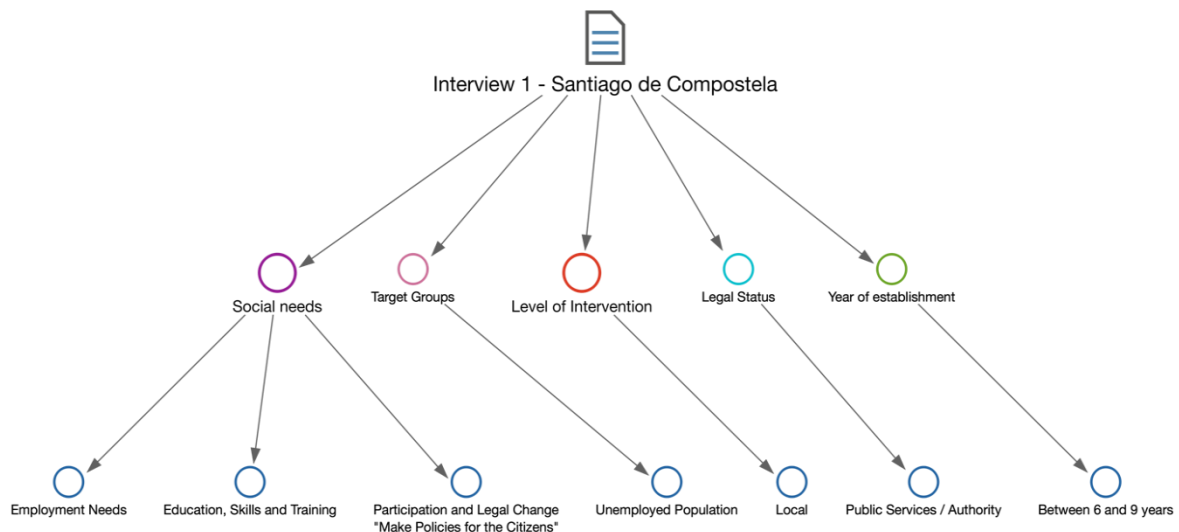 Interview 1 - Santiago de Compostela
Social needs
Target Groups
Level of Intervention
Legal Status
Year of establishment
Employment Needs
Education, Skills and Training
Participation and Legal Change
"Make Policies for the Citizens"
Unemployed Population
Local
Public Services / Authority
Between 6 and 9 years